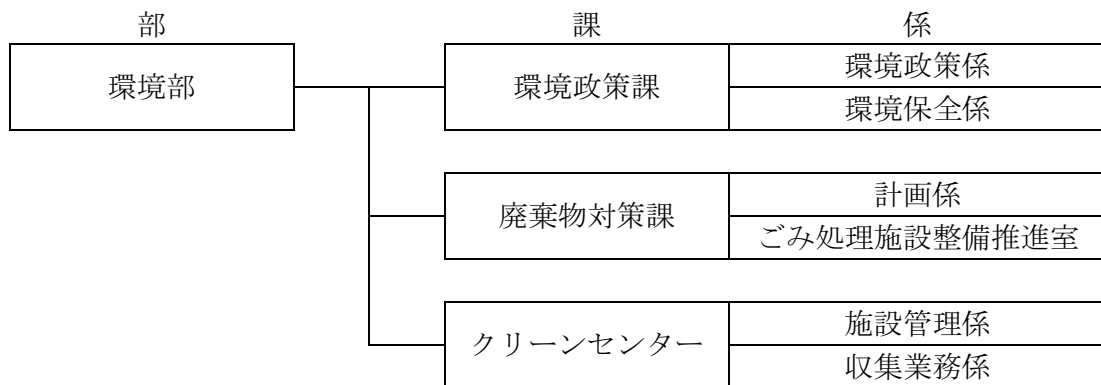 部 課 係
環境部 環境政策課 環境政策係
環境保全係
廃棄物対策課 計画係
ごみ処理施設整備推進室
クリーンセンター 施設管理係
収集業務係